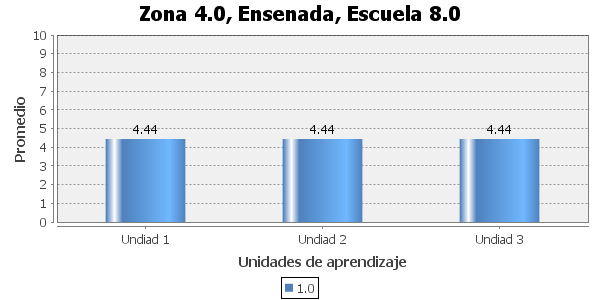 Zona 4.0, Ensenada, Escuela 8.0
Promedio
10
9
8
7
6
5
4
3
2
1
0
4.44 4.44 4.44
Undiad 1 Undiad 2 Undiad 3
Unidades de aprendizaje
1.0